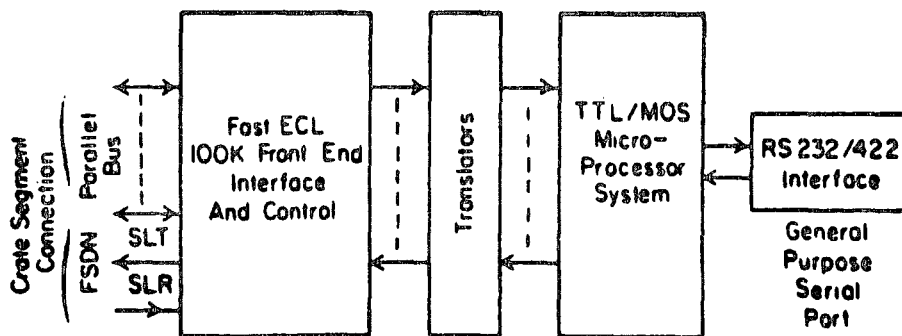 Crate Segment
Connection
Parallel
Bus
FSDN
SLT
SLR
Fast ECL
100K Front End
Interface
And Control
Translators
TTL/MOS
Micro-
Processor
System
RS 232/422
Interface
General
Purpose
Serial
Port